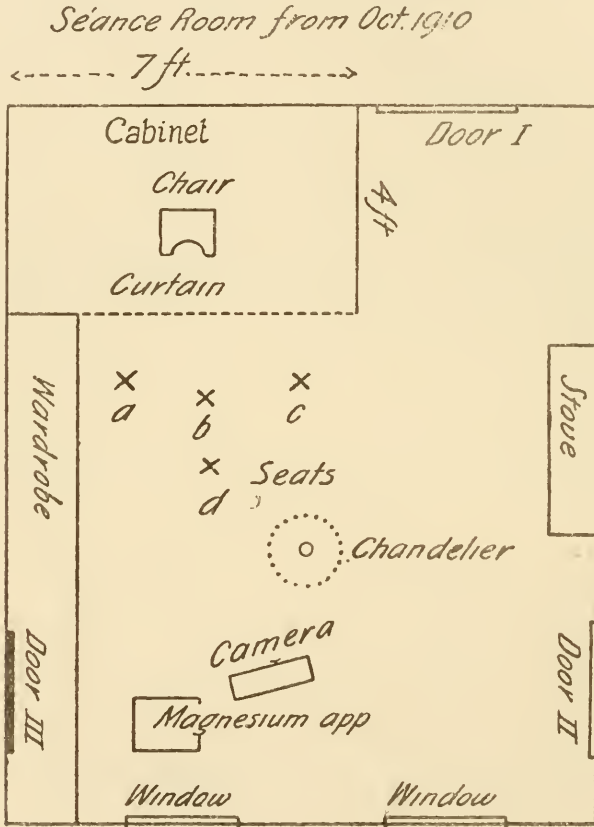 Séance Room from Oct. 1910
7 ft.
Cabinet
Door I
Chair
4 ft
Curtain
Wardrobe
Stove
a
b
c
d
Seats
Chandelier
Camera
Door III
Door II
Magnesium app
Window
Window